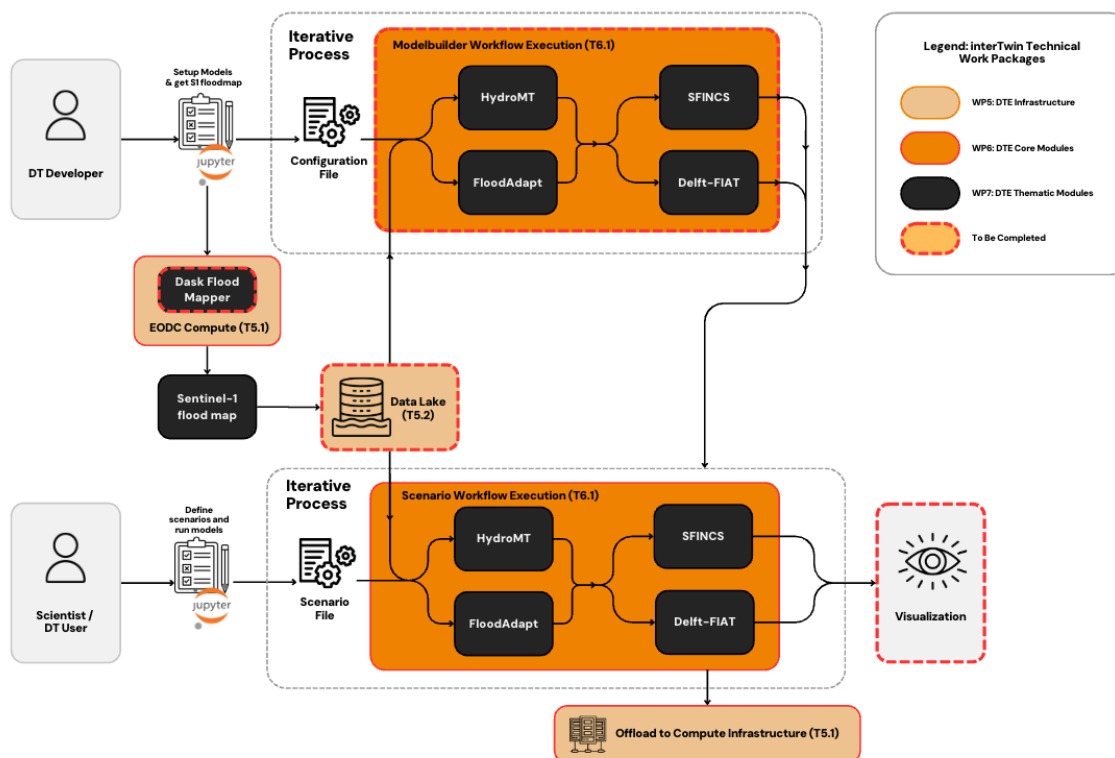 Iterative
Process
Modelbuilder Workflow Execution (T6.1)
Legend: interTwin Technical
Work Packages
Setup Models
& get S1 floodmap
HydroMT
SFINCS
WP5: DTE Infrastructure
jupyter
WP6: DTE Core Modules
DT Developer
Configuration
File
FloodAdapt
Delft-FIAT
WP7: DTE Thematic Modules
To Be Completed
Dask Flood
Mapper
EODC Compute (T5.1)
Sentinel-1
flood map
Data Lake
(T5.2)
Iterative
Process
Scenario Workflow Execution (T6.1)
Define
scenarios and
run models
HydroMT
SFINCS
jupyter
Scientist /
DT User
Scenario
File
FloodAdapt
Delft-FIAT
Visualization
Offload to Compute Infrastructure (T5.1)